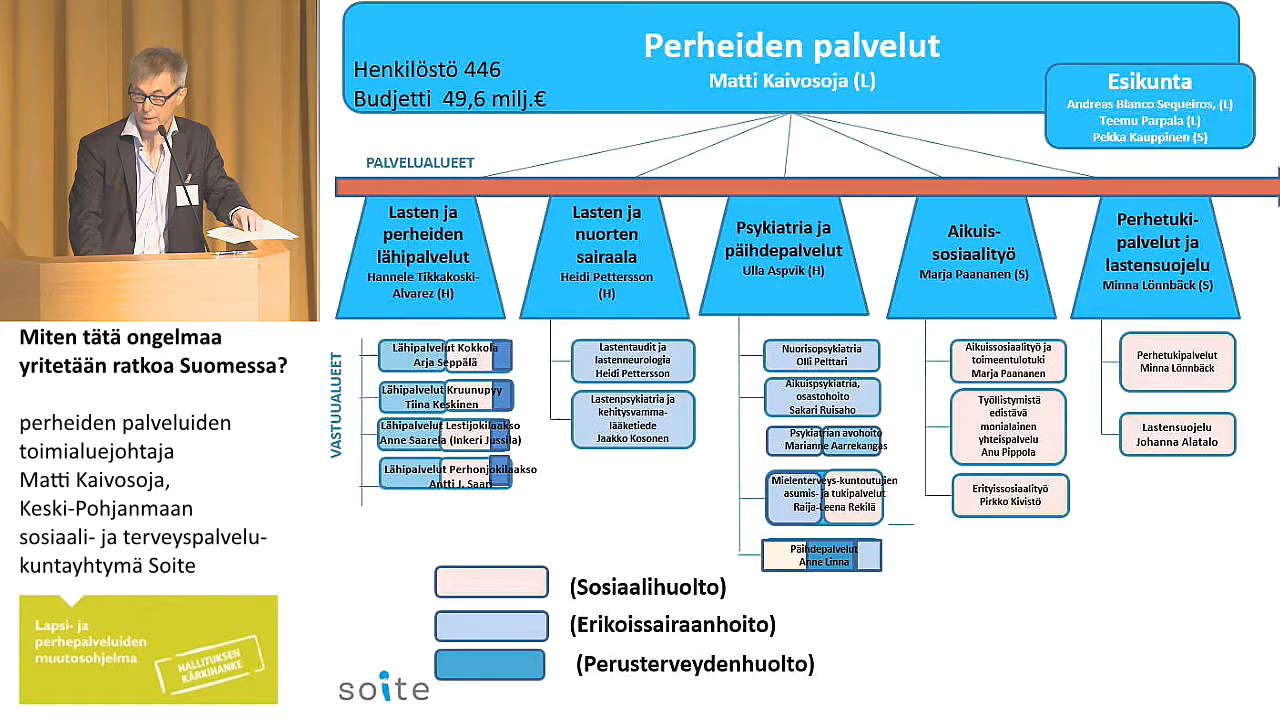 Perheiden palvelut
Matti Kaivosoja (L)
Henkilöstö 446
Budjetti 49,6 milj.€
Esikunta
Andreas Blanco Sequeiros, (L)
Teemu Parpala (L)
Pekka Kauppinen (S)
PALVELUALUEET
Lasten ja
perheiden
lähipalvelut
Hannele Tikkakoski-
Alvarez (H)
Lasten ja
nuorten
sairaala
Heidi Pettersson
(H)
Psykiatria ja
päihdepalvelut
Ulla Aspvik (H)
Aikuis-
sosiaalityö
Marja Paananen (S)
Perhetuki-
palvelut ja
lastensuojelu
Minna Lönnbäck (S)
VASTUUALUEET
Lähipalvelut Kokkola
Arja Seppälä
Lähipalvelut Kruunupyy
Tiina Keskinen
Lähipalvelut Lestijokilaakso
Anne Saarela (Inkeri Jussila)
Lähipalvelut Perhonjokilaakso
Antti J. Saari
Lastentaudit ja
lastenneurologia
Heidi Pettersson
Lastenpsykiatria ja
kehitysvamma-
lääketiede
Jaakko Kosonen
Nuorisopsykiatria
Olli Pelttari
Aikuispsykiatria,
osastohoito
Sakari Ruisaho
Psykiatrian avohoito
Marianne Aarrekangas
Mielenterveys-kuntoutujien
asumis- ja tukipalvelut
Raija-Leena Rekilä
Päihdepalvelut
Anne Linna
Aikuissosiaalityö ja
toimeentulotuki
Marja Paananen
Työllistymistä
edistävä
monialainen
yhteispalvelu
Anu Pippola
Erityissosiaalityö
Pirkko Kivistö
Perhetukipalvelut
Minna Lönnbäck
Lastensuojelu
Johanna Alatalo
(Sosiaalihuolto)
(Erikoissairaanhoito)
(Perusterveydenhuolto)
soite
Miten tätä ongelmaa
yritetään ratkoa Suomessa?
perheiden palveluiden
toimialuejohtaja
Matti Kaivosoja,
Keski-Pohjanmaan
sosiaali- ja terveyspalvelu-
kuntayhtymä Soite
Lapsi- ja
perhepalveluiden
muutosohjelma
HALLITUKSEN
KÄRKIHANKE